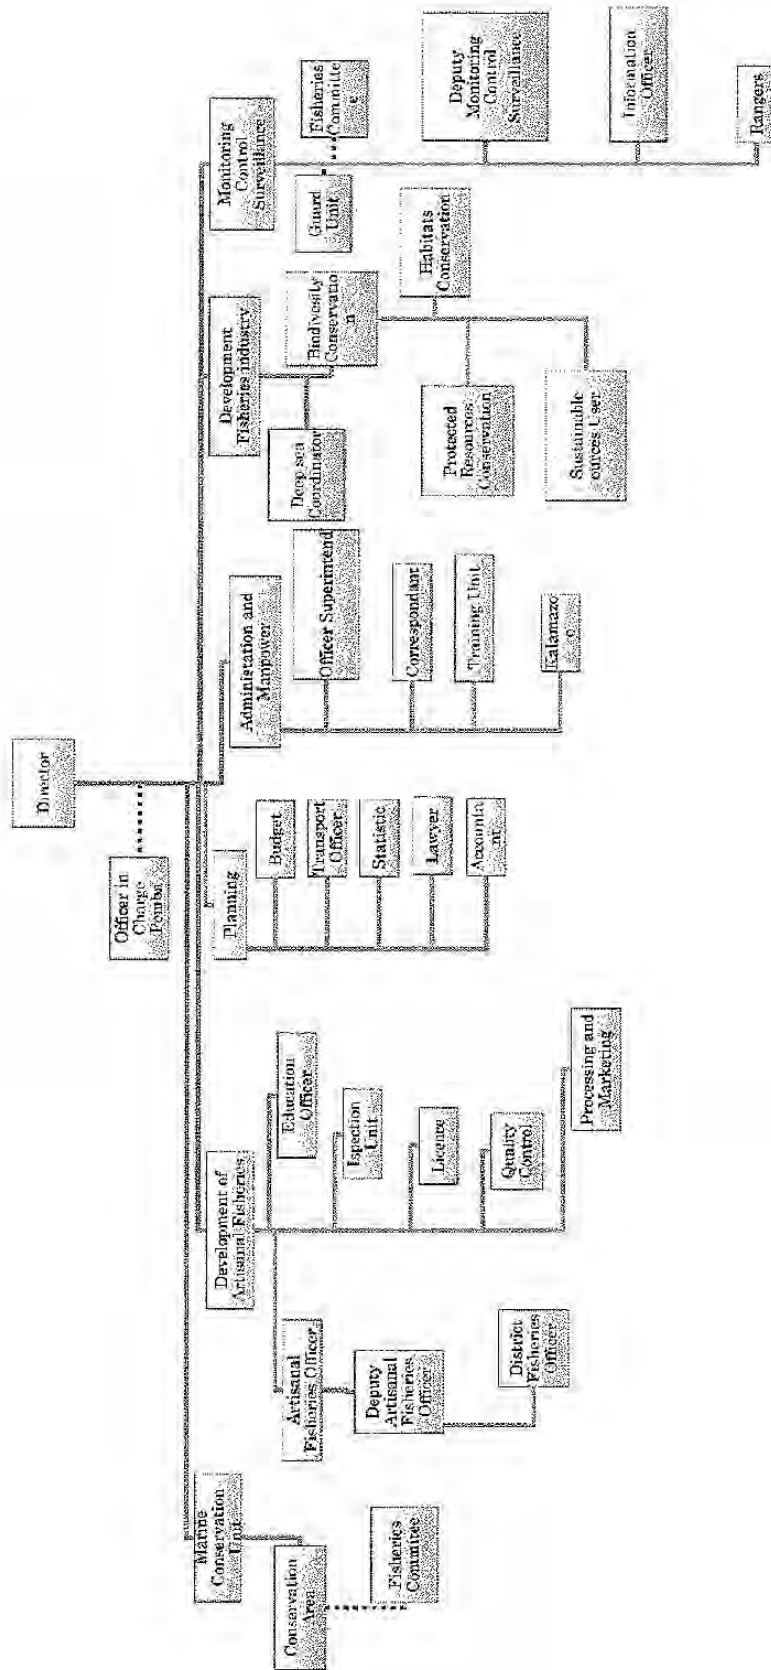 Director
Officer in
Charge
Pemba
Marine
Conservation
Unit
Conservation
Area
Fisheries
Committee
Development of
Artisanal Fisheries
Artisanal
Fisheries Officer
Deputy
Artisanal
Fisheries
Officer
District
Fisheries
Officer
Education
Officer
Ispection
Unit
Licence
Quality
Control
Processing and
Marketing
Planning
Budget
Transport
Officer
Statistic
Lawyer
Accounta
nt
Administation and
Manpower
Officer Superintend
Correspondant
Training Unit
Kalamazo
o
Development
Fisheries industry
Deep sea
Coordinator
Biodivesity
Conservatio
n
Habitats
Conservation
Protected
Resources
Conservation
Sustainable
ources User
Monitoring
Control
Surveillance
Guard
Unit
Fisheries
Committe
e
Deputy
Monitoring
Control
Surveillance
Information
Officer
Rangers